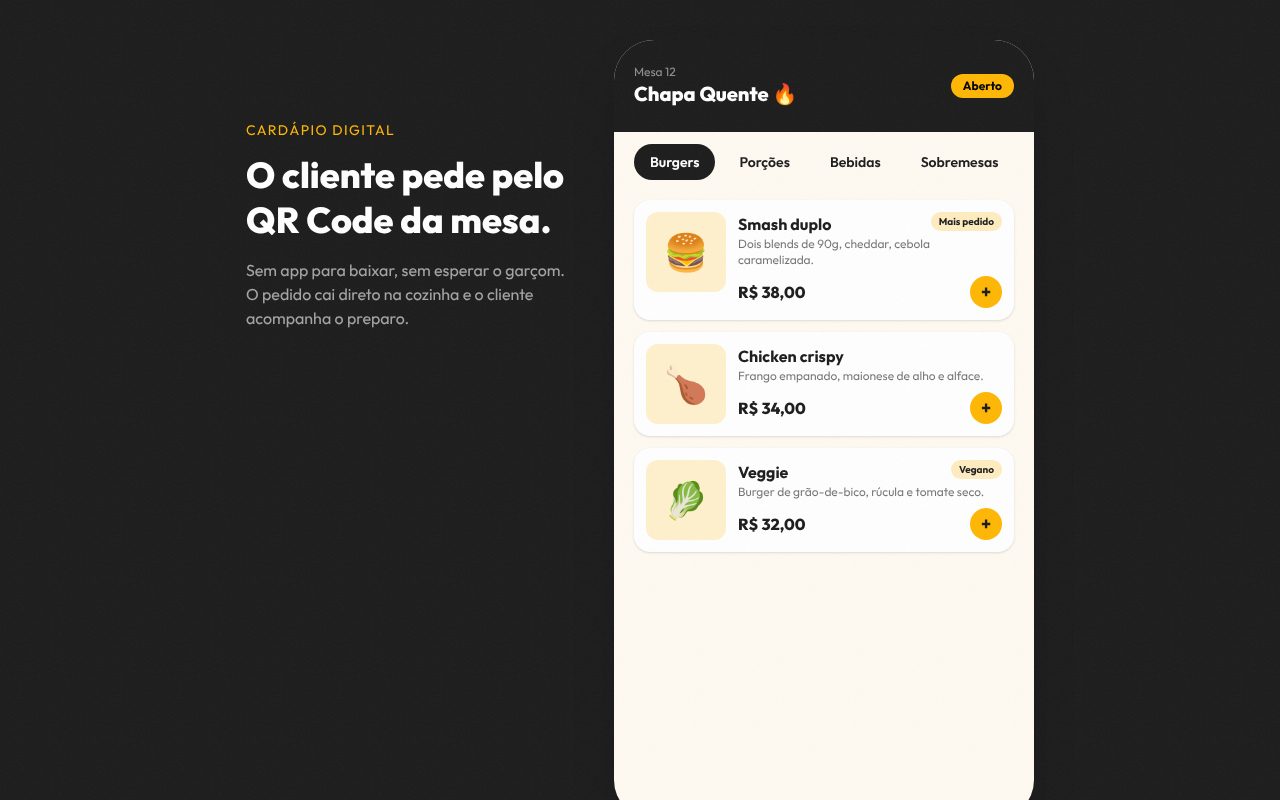 CARDÁPIO DIGITAL
O cliente pede pelo
QR Code da mesa.
Sem app para baixar, sem esperar o garçom.
O pedido cai direto na cozinha e o cliente
acompanha o preparo.
Mesa 12
Chapa Quente 🔥
Aberto
Burgers
Porções
Bebidas
Sobremesas
Smash duplo
Mais pedido
Dois blends de 90g, cheddar, cebola
caramelizada.
R$ 38,00
+
Chicken crispy
Frango empanado, maionese de alho e alface.
R$ 34,00
+
Veggie
Vegano
Burger de grão-de-bico, rúcula e tomate seco.
R$ 32,00
+